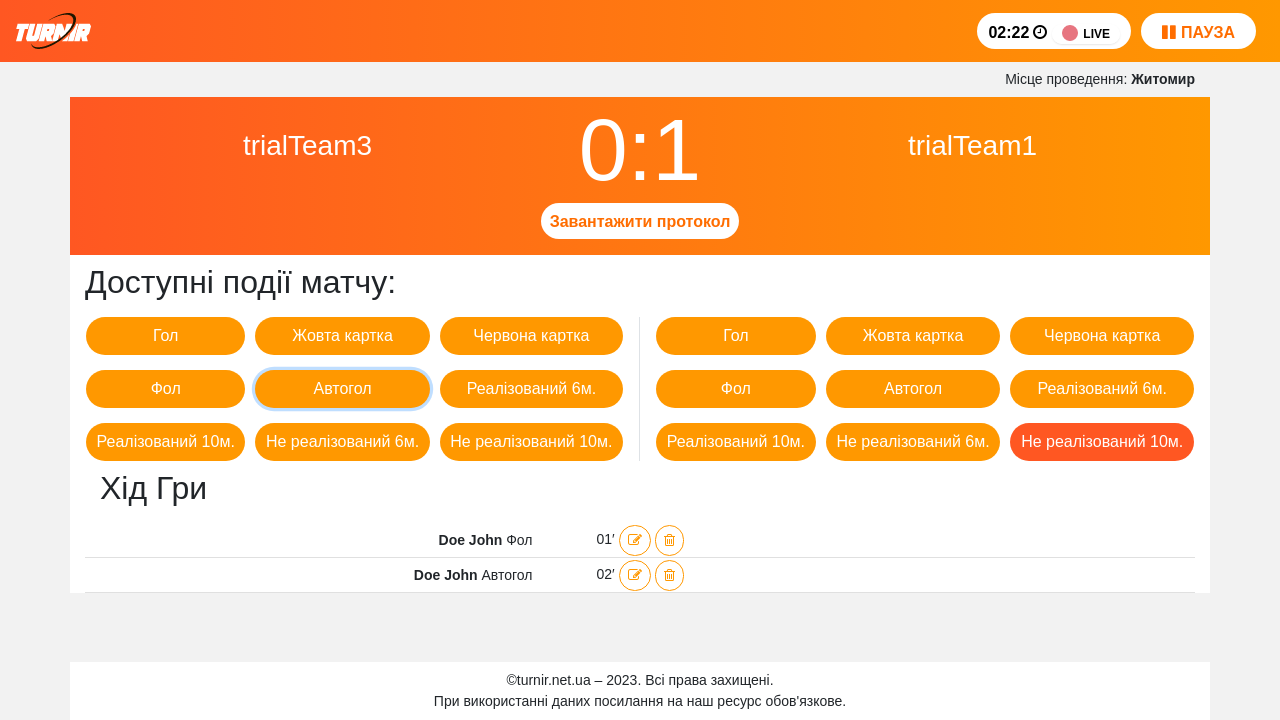 TURNIR
02:22 LIVE ПАУЗА
Місце проведення: Житомир
trialTeam3 0:1 trialTeam1
Завантажити протокол
Доступні події матчу:
Гол Жовта картка Червона картка Гол Жовта картка Червона картка
Фол Автогол Реалізований 6м. Фол Автогол Реалізований 6м.
Реалізований 10м. Не реалізований 6м. Не реалізований 10м. Реалізований 10м. Не реалізований 6м. Не реалізований 10м.
Хід Гри
Doe John Фол 01′
Doe John Автогол 02′
©turnir.net.ua – 2023. Всі права захищені.
При використанні даних посилання на наш ресурс обов'язкове.